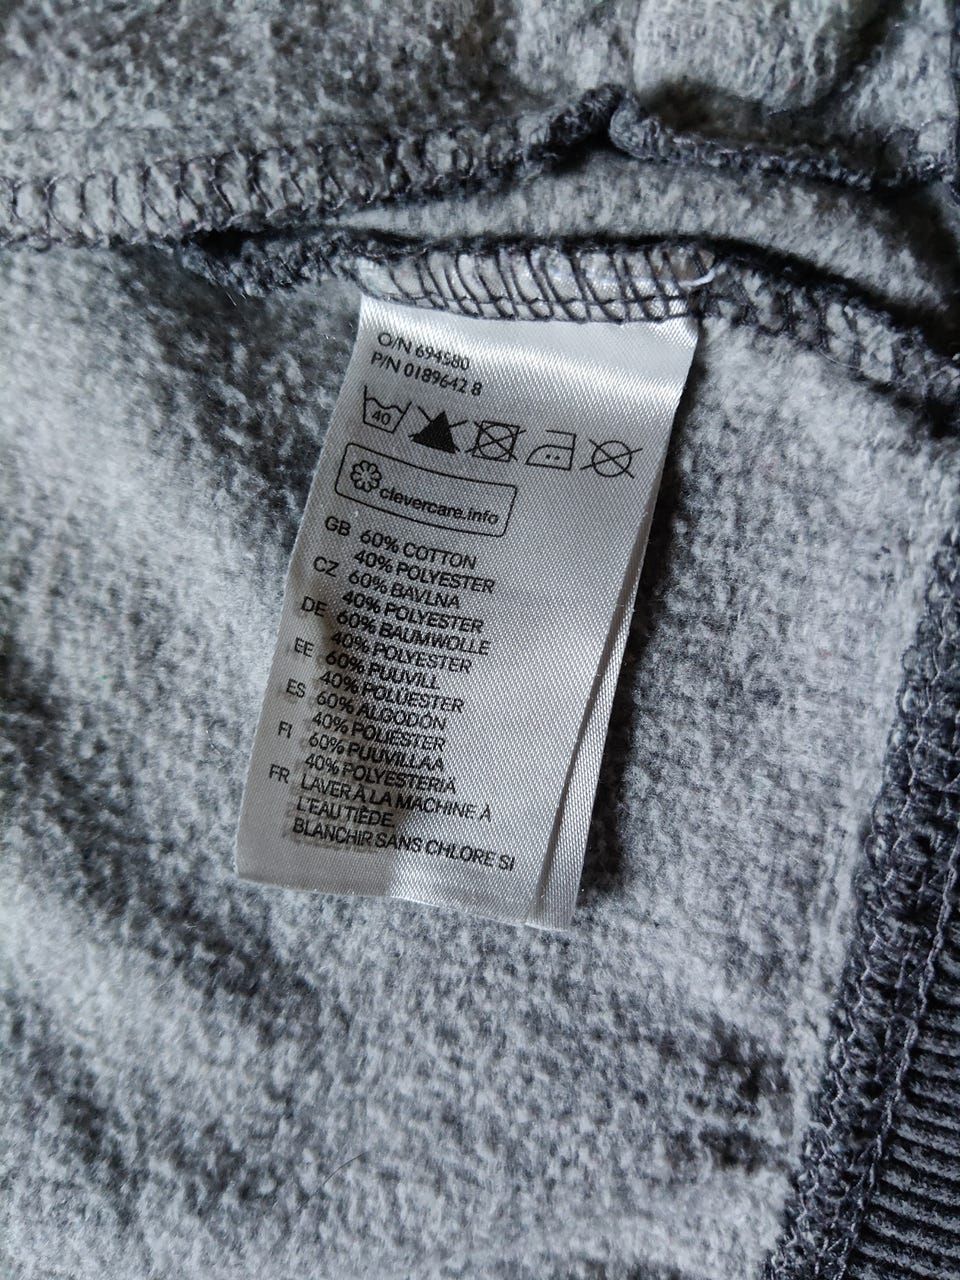 O/N 694580
P/N 0189642 8
40
clevercare.info
GB 60% COTTON
40% POLYESTER
CZ 60% BAVLNA
40% POLYESTER
DE 60% BAUMWOLLE
40% POLYESTER
EE 60% PUUVILL
40% POLÜESTER
ES 60% ALGODÓN
40% POLIÉSTER
FI 60% PUUVILLAA
40% POLYESTERIÄ
FR LAVER À LA MACHINE À
L'EAU TIÈDE
BLANCHIR SANS CHLORE SI